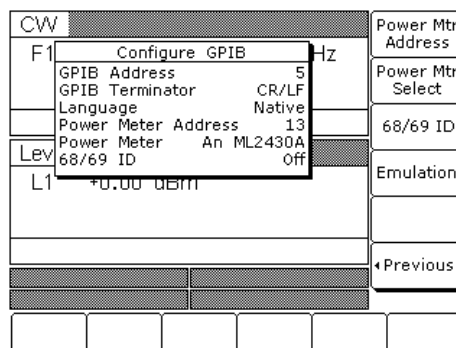 CW
F1 Hz
Configure GPIB
GPIB Address 5
GPIB Terminator CR/LF
Language Native
Power Meter Address 13
Power Meter An ML2430A
68/69 ID Off
Lev
L1 +0.00 dBm
Power Mtr
Address
Power Mtr
Select
68/69 ID
Emulation
Previous